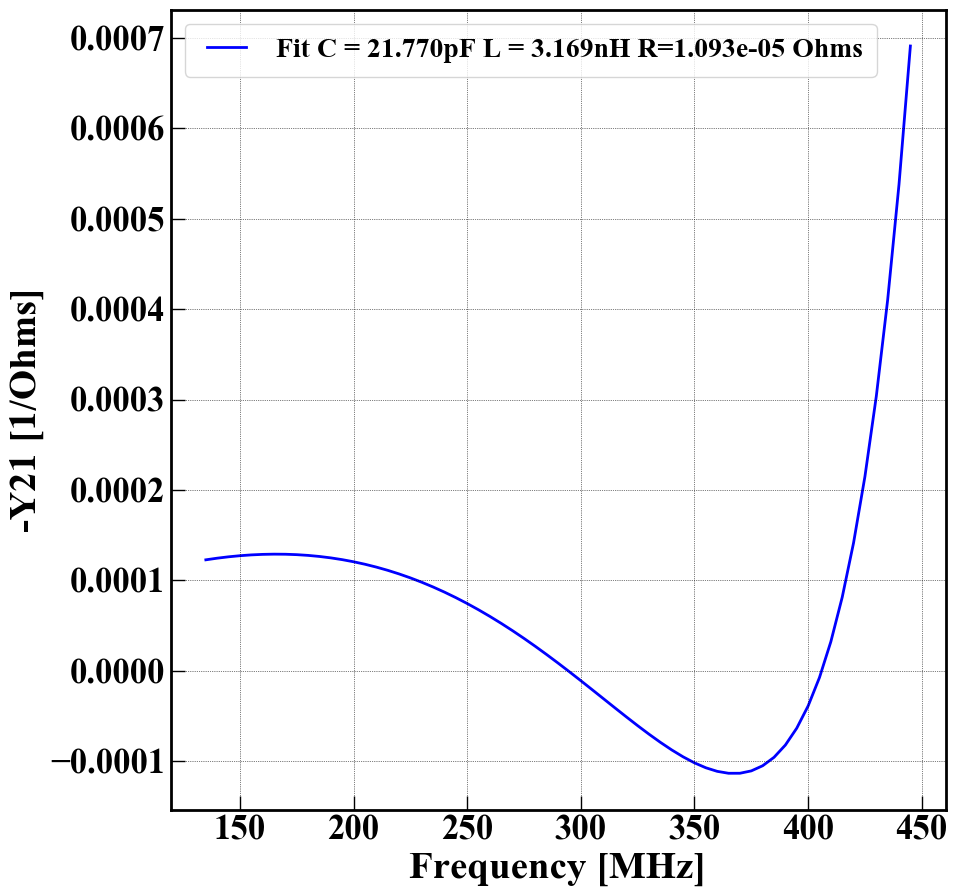 Fit C = 21.770pF L = 3.169nH R=1.093e-05 Ohms
0.0007
0.0006
0.0005
0.0004
0.0003
0.0002
0.0001
0.0000
−0.0001
-Y21 [1/Ohms]
150 200 250 300 350 400 450
Frequency [MHz]